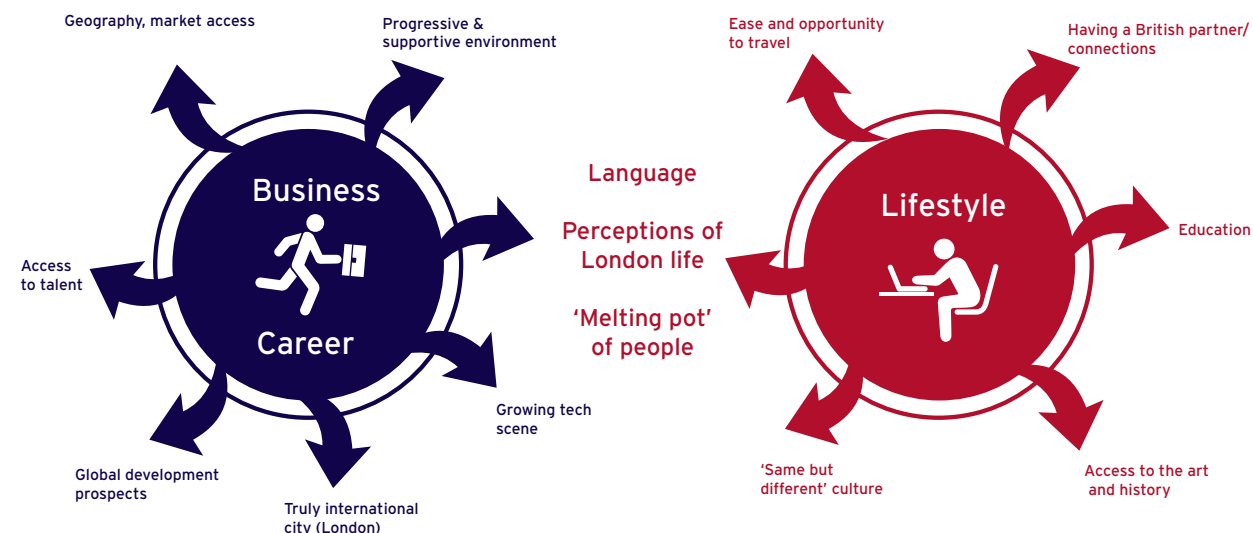 Geography, market access
Progressive &
supportive environment
Business
Career
Access
to talent
Global development
prospects
Truly international
city (London)
Growing tech
scene
Language
Perceptions of
London life
‘Melting pot’
of people
Ease and opportunity
to travel
Having a British partner/
connections
Lifestyle
Education
‘Same but
different’ culture
Access to the art
and history